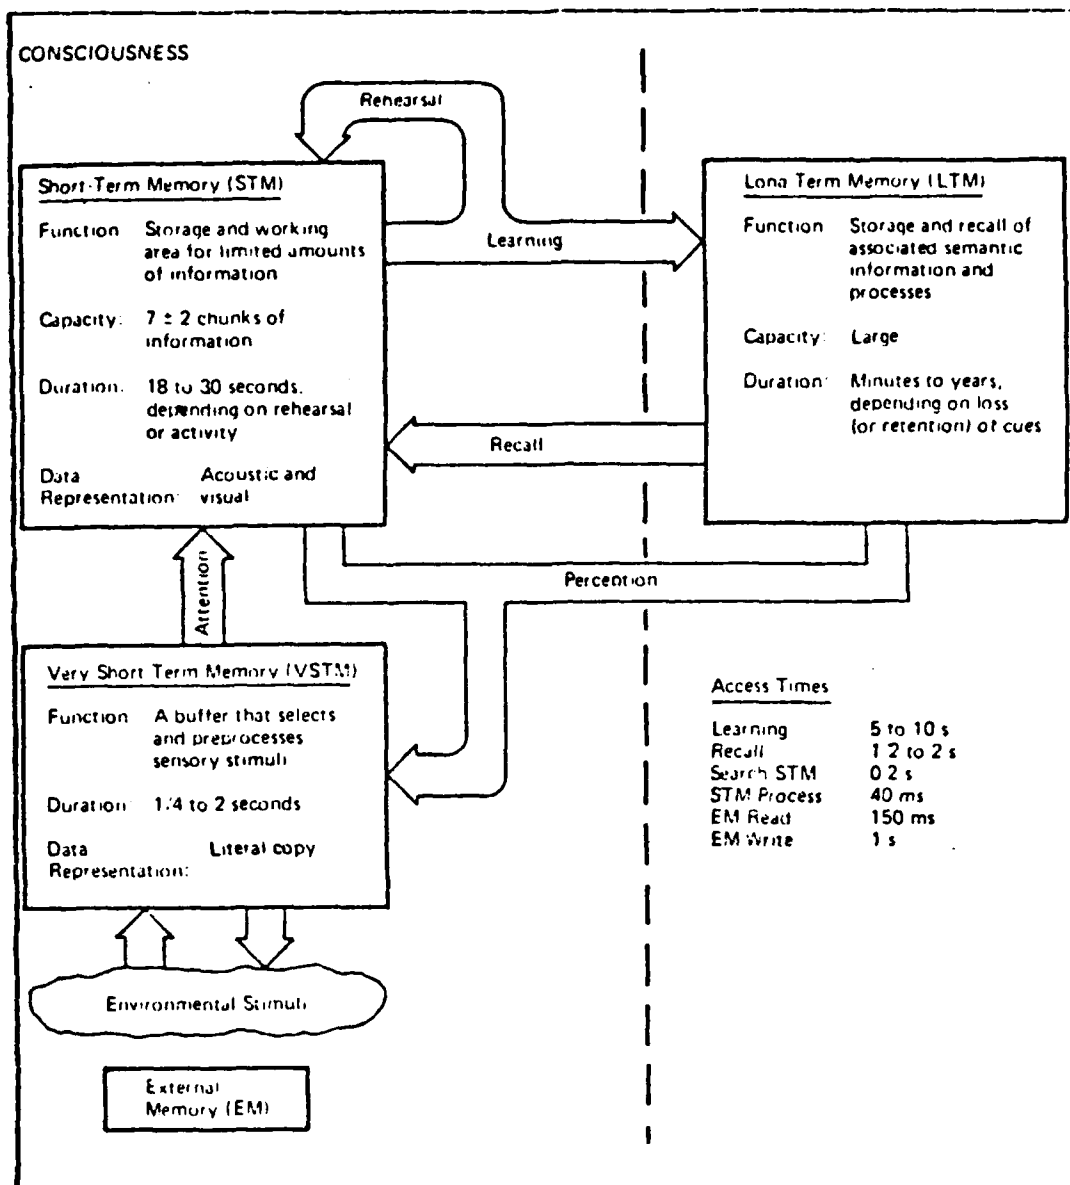 CONSCIOUSNESS
Rehearsal
Short-Term Memory (STM)
Function Storage and working
area for limited amounts
of information
Capacity: 7 ± 2 chunks of
information
Duration: 18 to 30 seconds,
depending on rehearsal
or activity
Data Acoustic and
Representation: visual
Learning
Recall
Long Term Memory (LTM)
Function Storage and recall of
associated semantic
information and
processes
Capacity: Large
Duration: Minutes to years,
depending on loss
(or retention) of cues
Perception
Attention
Very Short Term Memory (VSTM)
Function A buffer that selects
and preprocesses
sensory stimuli
Duration: 1/4 to 2 seconds
Data Literal copy
Representation:
Environmental Stimuli
External
Memory (EM)
Access Times
Learning 5 to 10 s
Recall 1 2 to 2 s
Search STM 0 2 s
STM Process 40 ms
EM Read 150 ms
EM Write 1 s